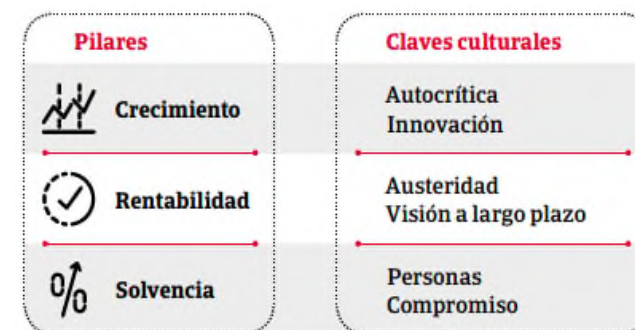 Pilares
Claves culturales
Crecimiento
Autocrítica
Innovación
Rentabilidad
Austeridad
Visión a largo plazo
Solvencia
Personas
Compromiso